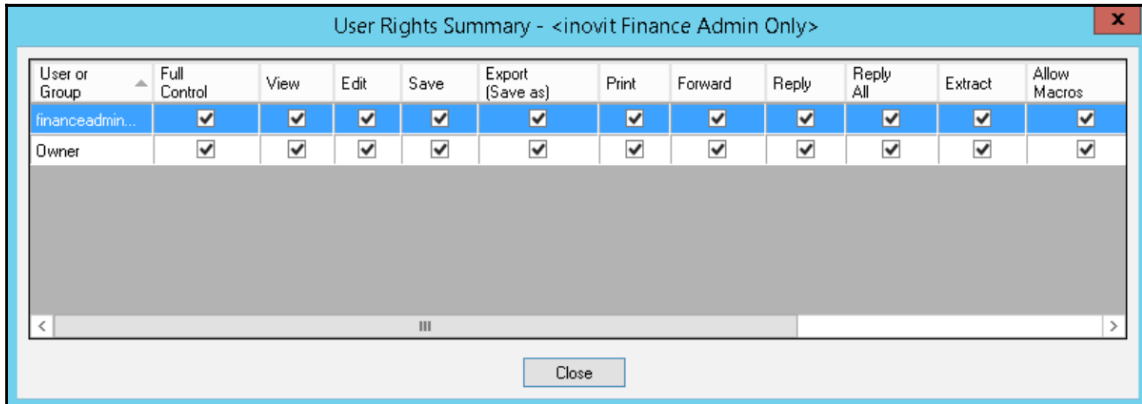 User Rights Summary - <inovit Finance Admin Only>
x
User or Group Full Control View Edit Save Export (Save as) Print Forward Reply Reply All Extract Allow Macros
financeadmin...
Owner
Close